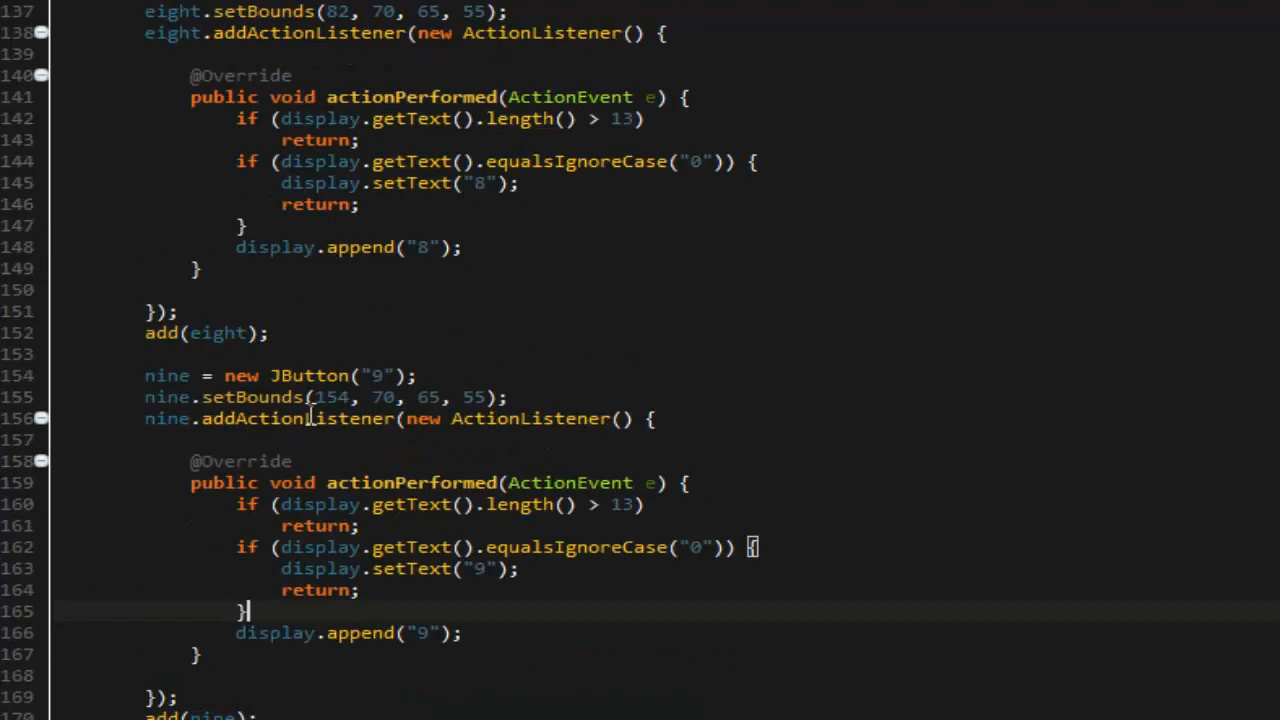 137 eight.setBounds(82, 70, 65, 55);
138 eight.addActionListener(new ActionListener() {
139
140 @Override
141 public void actionPerformed(ActionEvent e) {
142 if (display.getText().length() > 13)
143 return;
144 if (display.getText().equalsIgnoreCase("0")) {
145 display.setText("8");
146 return;
147 }
148 display.append("8");
149 }
150
151 });
152 add(eight);
153
154 nine = new JButton("9");
155 nine.setBounds(154, 70, 65, 55);
156 nine.addActionListener(new ActionListener() {
157
158 @Override
159 public void actionPerformed(ActionEvent e) {
160 if (display.getText().length() > 13)
161 return;
162 if (display.getText().equalsIgnoreCase("0")) {
163 display.setText("9");
164 return;
165 }
166 display.append("9");
167 }
168
169 });
170 add(nine);